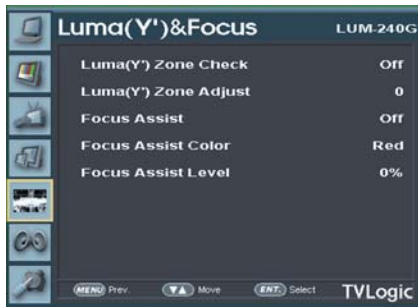 Luma(Y')&Focus LUM-240G
Luma(Y') Zone Check Off
Luma(Y') Zone Adjust 0
Focus Assist Off
Focus Assist Color Red
Focus Assist Level 0%
MENU Prev. ▼▲ Move ENT. Select TVLogic